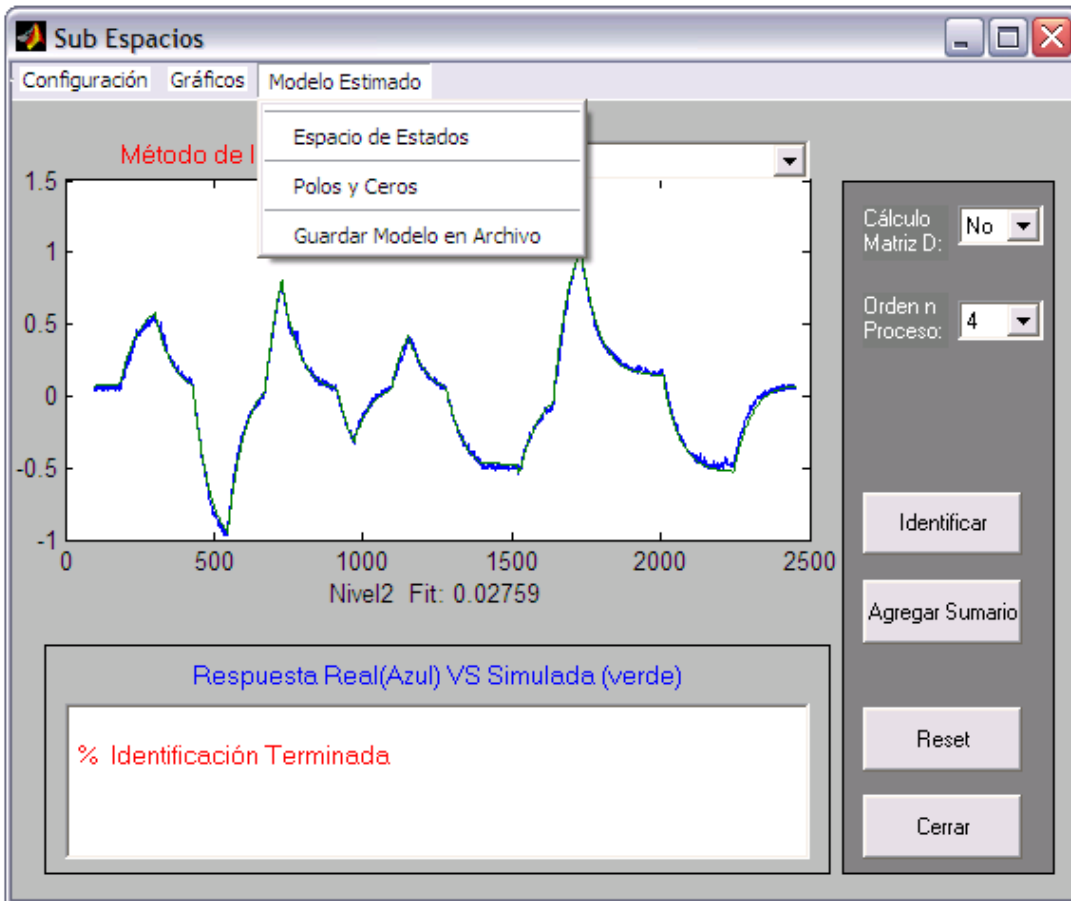 Sub Espacios
Configuración Gráficos Modelo Estimado
Espacio de Estados
Polos y Ceros
Guardar Modelo en Archivo
Método de
1.5
1
0.5
0
-0.5
-1
0 500 1000 1500 2000 2500
Nivel2 Fit: 0.02759
Cálculo
Matriz D:
No
Orden n
Proceso:
4
Identificar
Agregar Sumario
Reset
Cerrar
Respuesta Real(Azul) VS Simulada (verde)
% Identificación Terminada